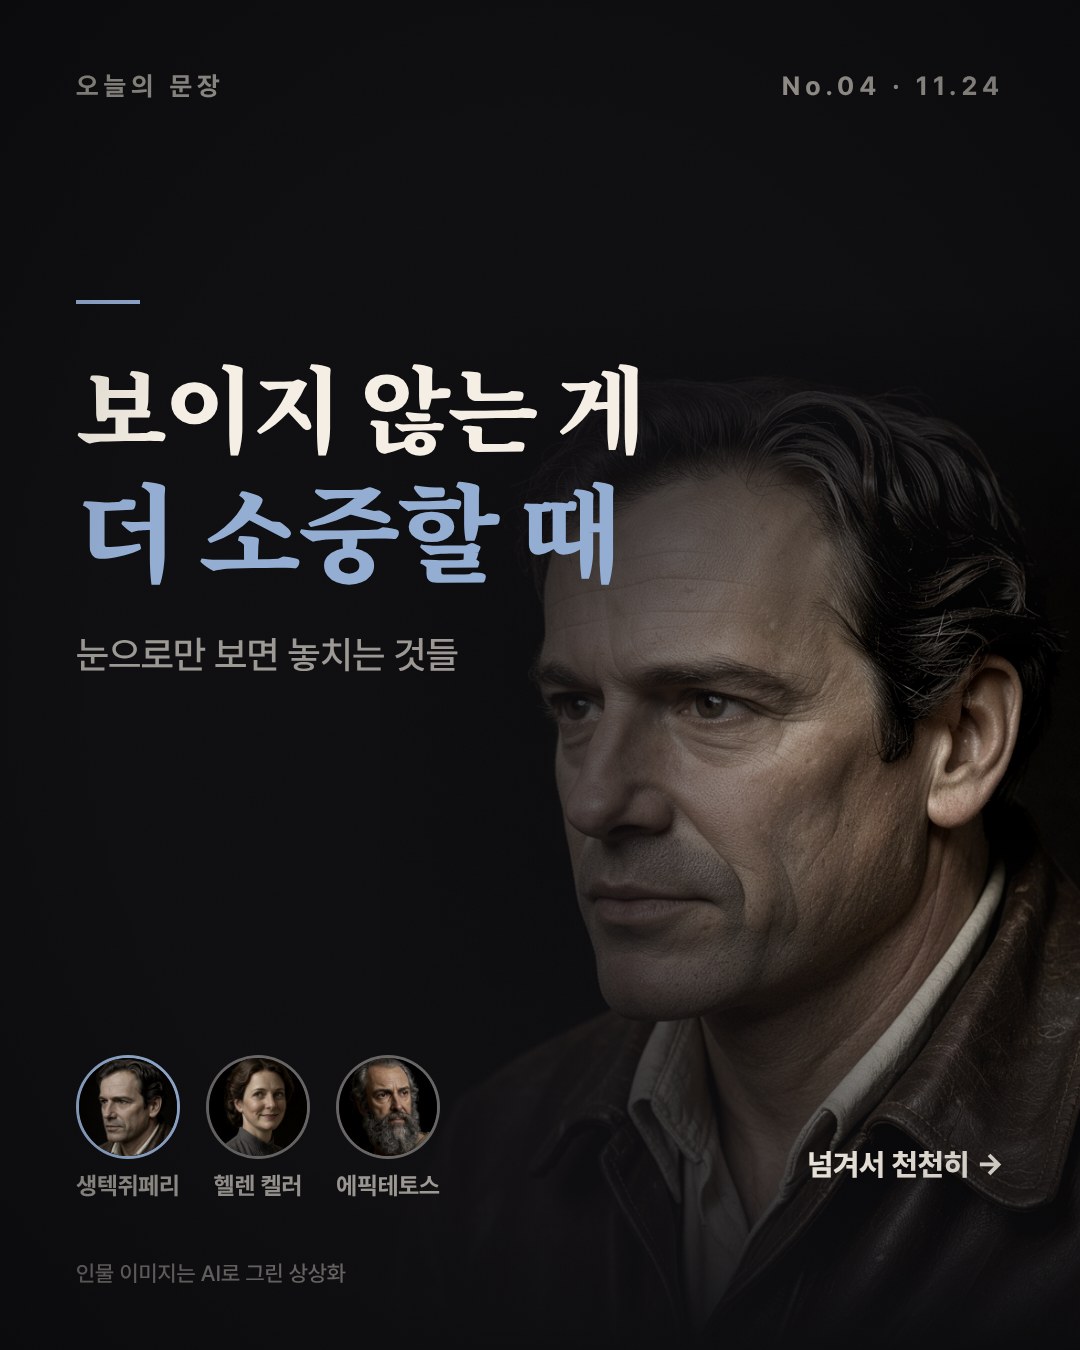 오늘의 문장
No.04 · 11.24
보이지 않는 게
더 소중할 때
눈으로만 보면 놓치는 것들
생텍쥐페리 헬렌 켈러 에픽테토스
넘겨서 천천히 →
인물 이미지는 AI로 그린 상상화